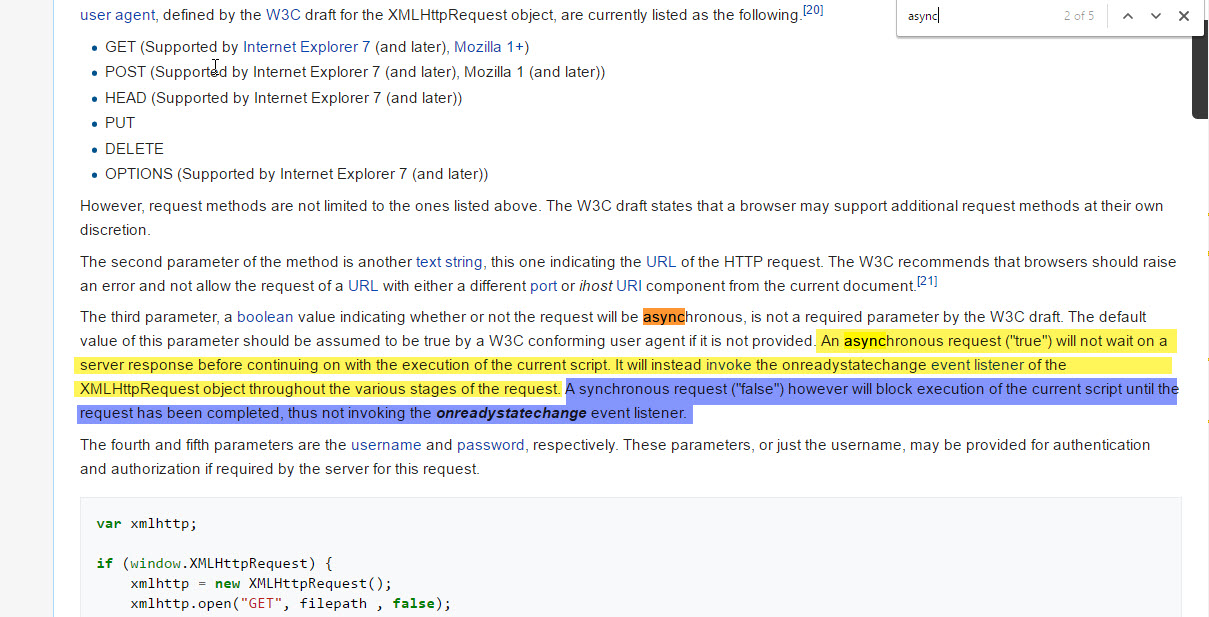 user agent, defined by the W3C draft for the XMLHttpRequest object, are currently listed as the following.[20]
async 2 of 5
GET (Supported by Internet Explorer 7 (and later), Mozilla 1+)
POST (Supported by Internet Explorer 7 (and later), Mozilla 1 (and later))
HEAD (Supported by Internet Explorer 7 (and later))
PUT
DELETE
OPTIONS (Supported by Internet Explorer 7 (and later))
However, request methods are not limited to the ones listed above. The W3C draft states that a browser may support additional request methods at their own
discretion.
The second parameter of the method is another text string, this one indicating the URL of the HTTP request. The W3C recommends that browsers should raise
an error and not allow the request of a URL with either a different port or ihost URI component from the current document.[21]
The third parameter, a boolean value indicating whether or not the request will be asynchronous, is not a required parameter by the W3C draft. The default
value of this parameter should be assumed to be true by a W3C conforming user agent if it is not provided. An asynchronous request ("true") will not wait on a
server response before continuing on with the execution of the current script. It will instead invoke the onreadystatechange event listener of the
XMLHttpRequest object throughout the various stages of the request. A synchronous request ("false") however will block execution of the current script until the
request has been completed, thus not invoking the onreadystatechange event listener.
The fourth and fifth parameters are the username and password, respectively. These parameters, or just the username, may be provided for authentication
and authorization if required by the server for this request.
var xmlhttp;
if (window.XMLHttpRequest) {
xmlhttp = new XMLHttpRequest();
xmlhttp.open("GET", filepath , false);